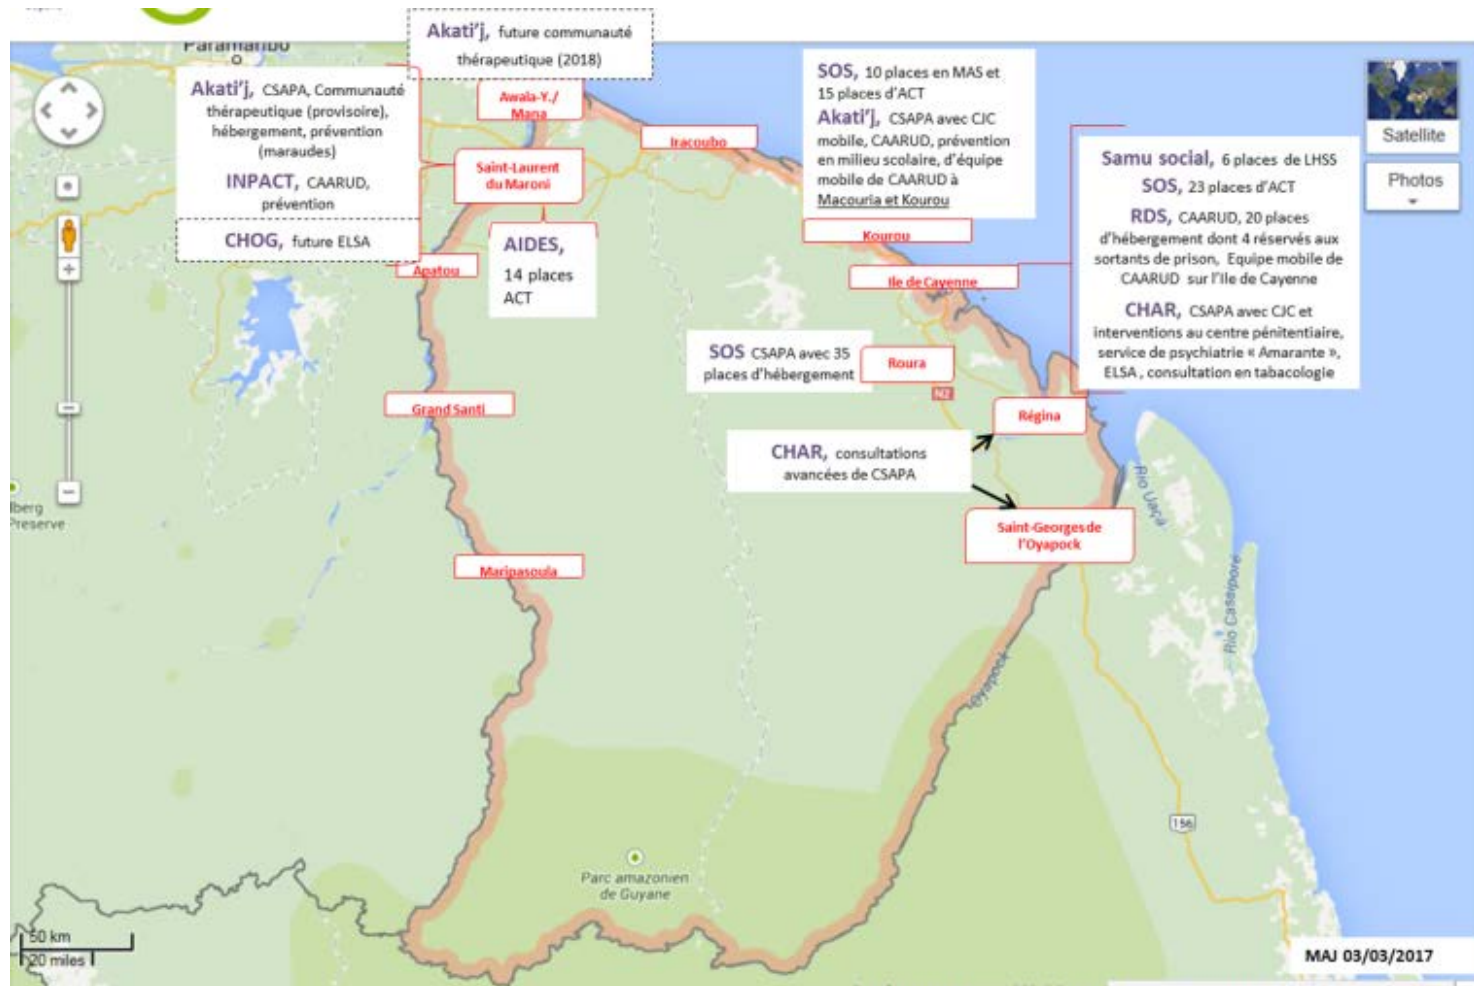 Paramaribo
Akati'j, future communauté
thérapeutique (2018)
Akati'j, CSAPA, Communauté
thérapeutique (provisoire),
hébergement, prévention
(maraudes)
INPACT, CAARUD,
prévention
CHOG, future ELSA
Awala-Y./
Mana
Iracoubo
Saint-Laurent
du Maroni
AIDES,
14 places
ACT
Apatou
SOS, 10 places en MAS et
15 places d'ACT
Akati'j, CSAPA avec CJC
mobile, CAARUD, prévention
en milieu scolaire, d'équipe
mobile de CAARUD à
Macouria et Kourou
Kourou
Ile de Cayenne
Samu social, 6 places de LHSS
SOS, 23 places d'ACT
RDS, CAARUD, 20 places
d'hébergement dont 4 réservés aux
sortants de prison, Equipe mobile de
CAARUD sur l'Ile de Cayenne
CHAR, CSAPA avec CJC et
interventions au centre pénitentiaire,
service de psychiatrie « Amarante »,
ELSA , consultation en tabacologie
Satellite
Photos
SOS CSAPA avec 35
places d'hébergement
Roura
N2
Grand Santi
Régina
CHAR, consultations
avancées de CSAPA
Saint-Georges de
l'Oyapock
Maripasoula
lberg
Preserve
Rio Uaçá
Rio Cassiporé
Oyapock
156
Parc amazonien
de Guyane
50 km
20 miles
MAJ 03/03/2017